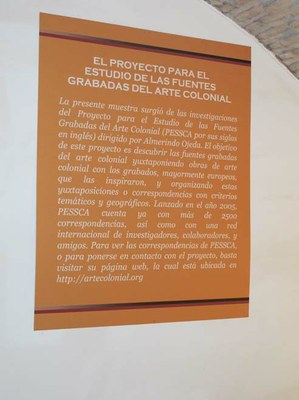 EL PROYECTO PARA EL
ESTUDIO DE LAS FUENTES
GRABADAS DEL ARTE COLONIAL
La presente muestra surgió de las investigaciones
del Proyecto para el Estudio de las Fuentes
Grabadas del Arte Colonial (PESSCA por sus siglas
en inglés) dirigido por Almerindo Ojeda. El objetivo
de este proyecto es descubrir las fuentes grabadas
del arte colonial yuxtaponiendo obras de arte
colonial con los grabados, mayormente europeos,
que las inspiraron, y organizando estas
yuxtaposiciones o correspondencias con criterios
temáticos y geográficos. Lanzado en el año 2005,
PESSCA cuenta ya con más de 2500
correspondencias, así como con una red
internacional de investigadores, colaboradores, y
amigos. Para ver las correspondencias de PESSCA,
o para ponerse en contacto con el proyecto, basta
visitar su página web, la cual está ubicada en
http://artecolonial.org